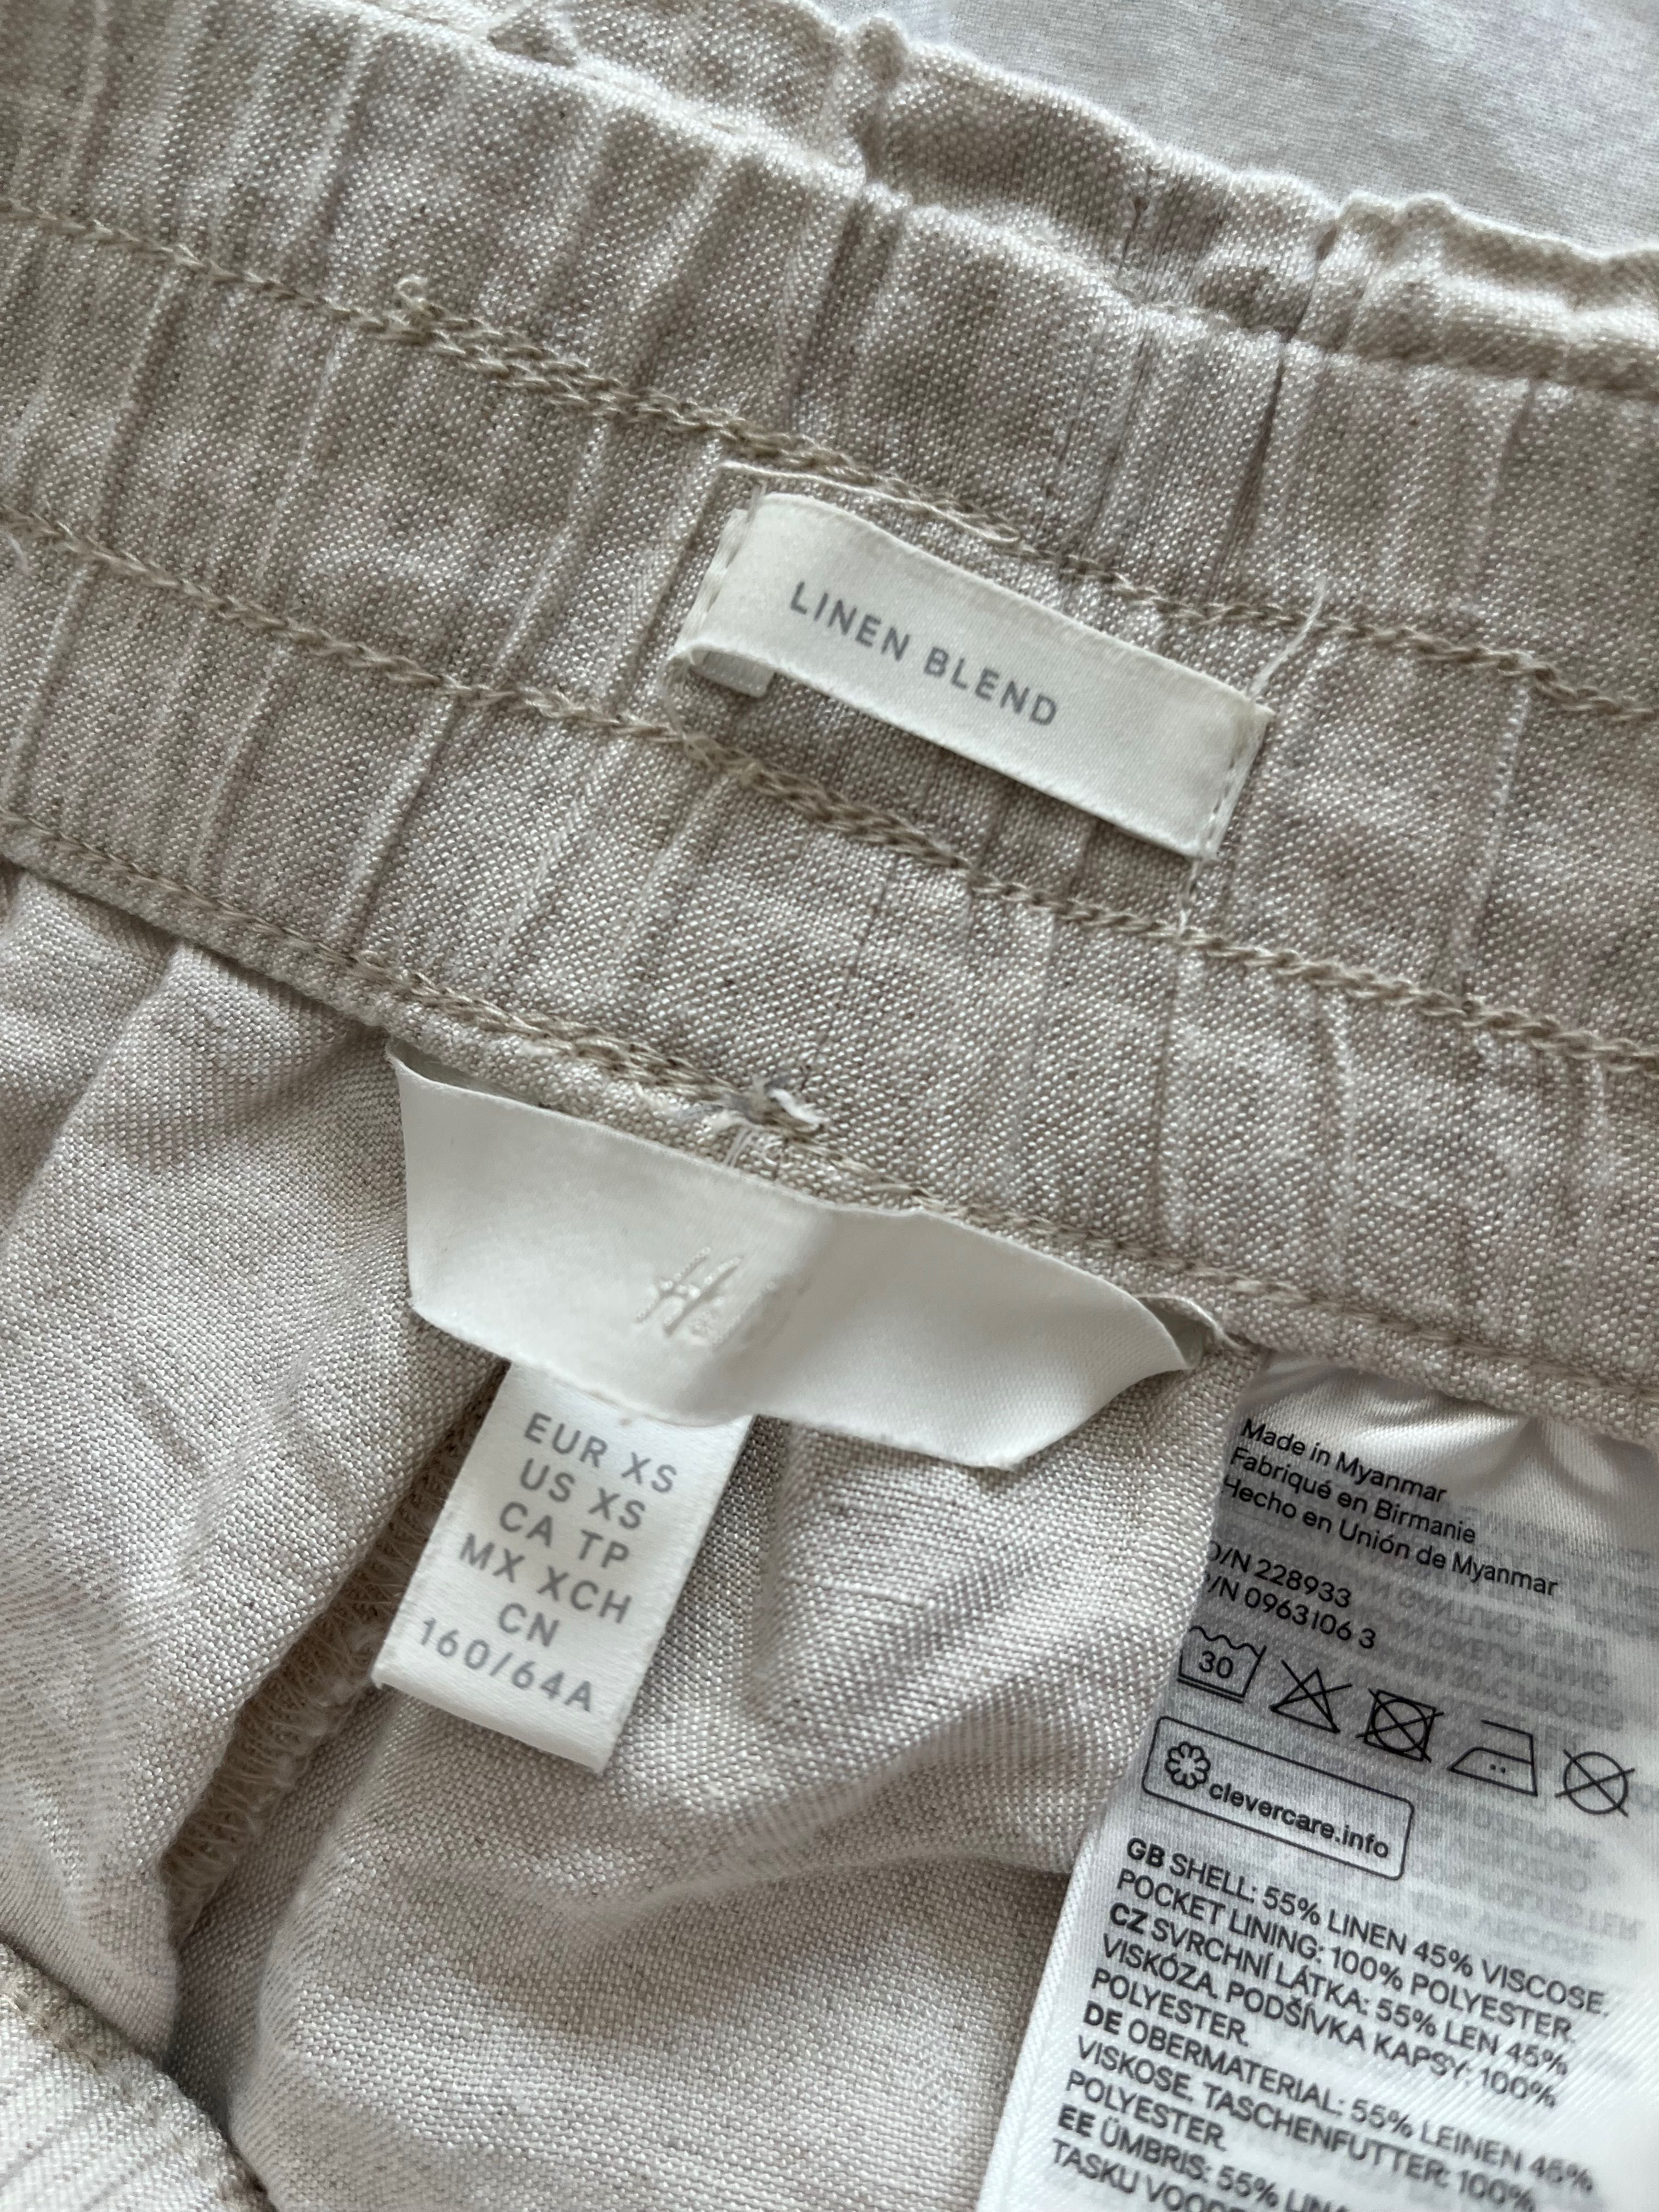 LINEN BLEND
H
EUR XS
US XS
CA TP
MX XCH
CN
160/64A
Made in Myanmar
Fabriqué en Birmanie
Hecho en Unión de Myanmar
/N 228933
/N 0963106 3
30
clevercare.info
GB SHELL: 55% LINEN 45% VISCOSE.
POCKET LINING: 100% POLYESTER.
CZ SVRCHNÍ LÁTKA: 55% LEN 45%
VISKÓZA. PODŠÍVKA KAPSY: 100%
POLYESTER.
DE OBERMATERIAL: 55% LEINEN 45%
VISKOSE. TASCHENFUTTER: 100%
POLYESTER.
EE ÜMBRIS: 55%
TASKU